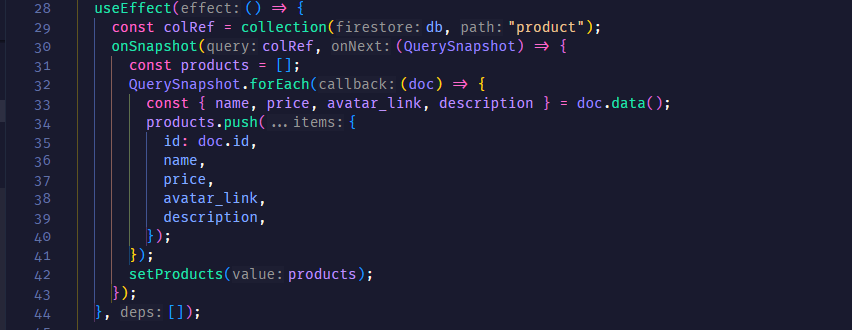 28 useEffect(effect: () => {
29 const colRef = collection(firestore: db, path: "product");
30 onSnapshot(query: colRef, onNext: (QuerySnapshot) => {
31 const products = [];
32 QuerySnapshot.forEach(callback: (doc) => {
33 const { name, price, avatar_link, description } = doc.data();
34 products.push(...items: {
35 id: doc.id,
36 name,
37 price,
38 avatar_link,
39 description,
40 });
41 });
42 setProducts(value: products);
43 });
44 }, deps: []);